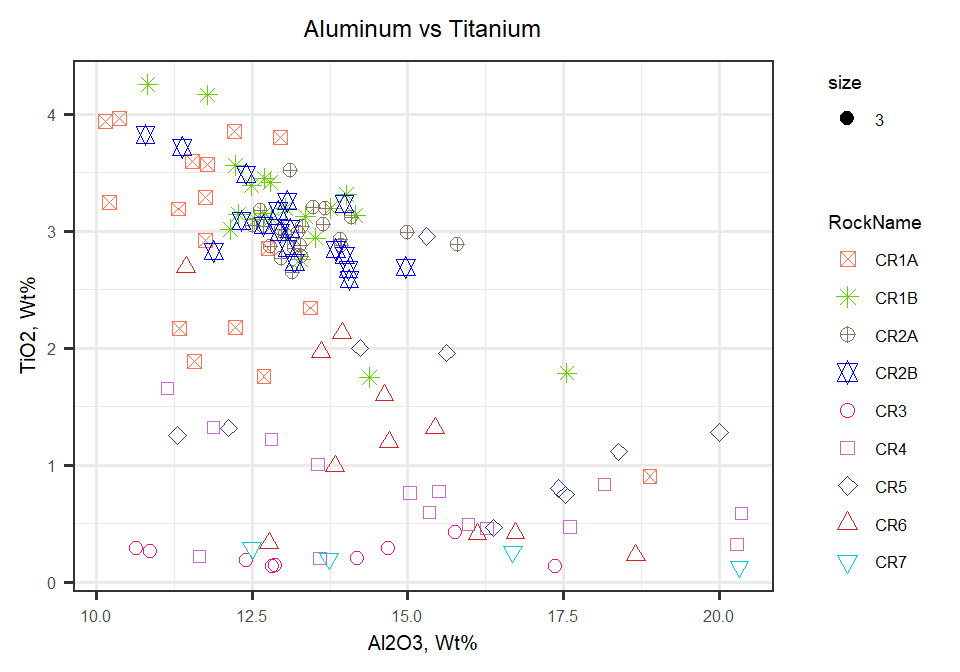 Aluminum vs Titanium
TiO2, Wt%
4
3
2
1
0
10.0
12.5
15.0
17.5
20.0
Al2O3, Wt%
size
3
RockName
CR1A
CR1B
CR2A
CR2B
CR3
CR4
CR5
CR6
CR7